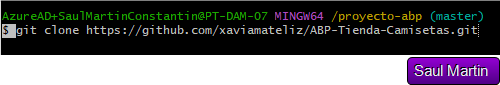 AzureAD+SaulMartinConstantin@PT-DAM-07 MINGW64 /proyecto-abp (master)
$ git clone https://github.com/xaviamateliz/ABP-Tienda-Camisetas.git
Saul Martin